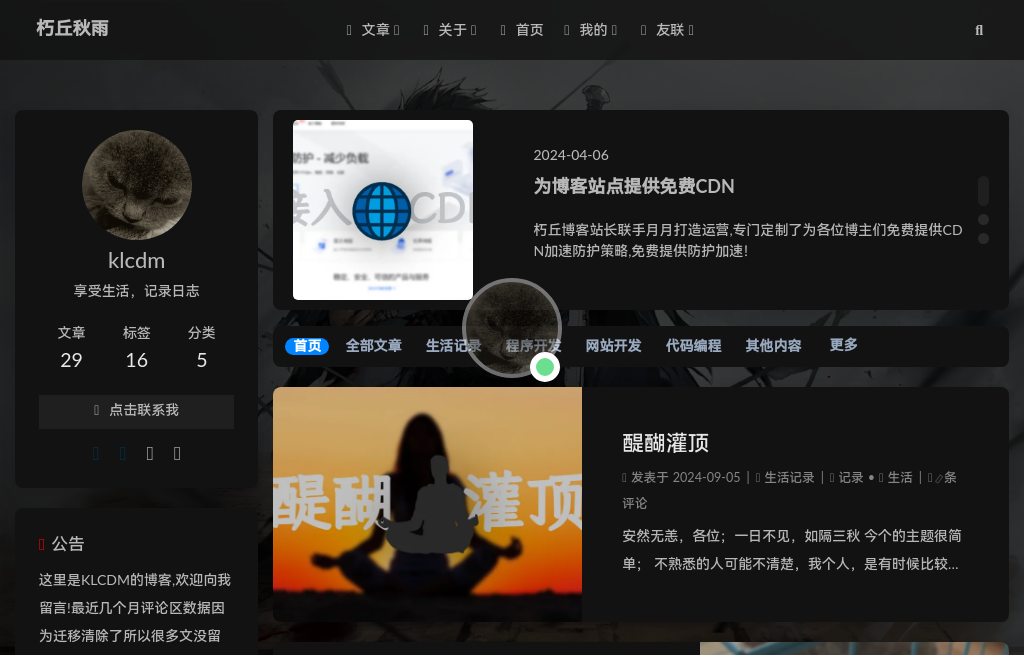 朽丘秋雨
文章 关于 首页 我的 友联
klcdm
享受生活，记录日志
文章 标签 分类
29 16 5
点击联系我
公告
这里是KLCDM的博客,欢迎向我
留言!最近几个月评论区数据因
为迁移清除了所以很多文没留
防护 - 减少负载
接入 CD
2024-04-06
为博客站点提供免费CDN
朽丘博客站长联手月月打造运营,专门定制了为各位博主们免费提供CD
N加速防护策略,免费提供防护加速！
首页 全部文章 生活记录 程序开发 网站开发 代码编程 其他内容 更多
醍醐灌顶
醍醐灌顶
发表于 2024-09-05 | 生活记录 | 记录 • 生活 | 条
评论
安然无恙，各位；一日不见，如隔三秋 今个的主题很简
单； 不熟悉的人可能不清楚，我个人，是有时候比较...